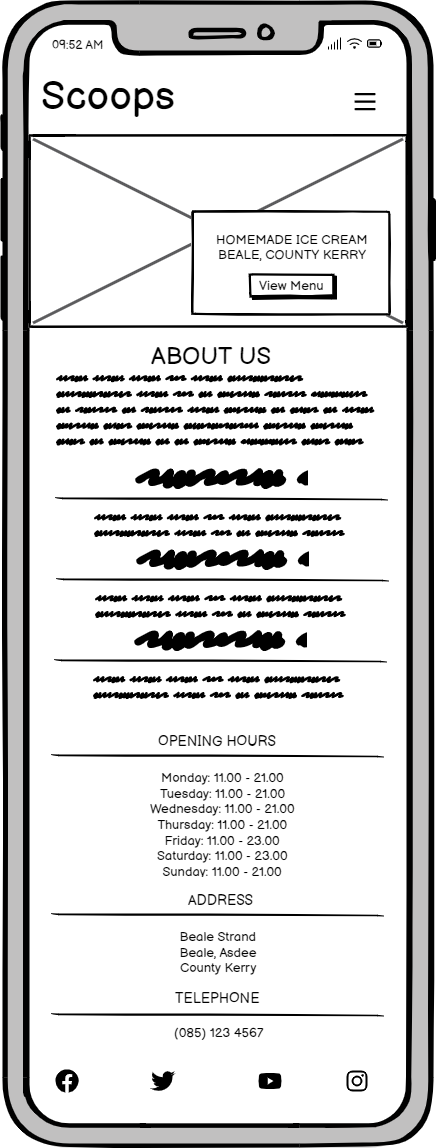 09:52 AM
Scoops
HOMEMADE ICE CREAM
BEALE, COUNTY KERRY
View Menu
ABOUT US
OPENING HOURS
Monday: 11.00 - 21.00
Tuesday: 11.00 - 21.00
Wednesday: 11.00 - 21.00
Thursday: 11.00 - 21.00
Friday: 11.00 - 23.00
Saturday: 11.00 - 23.00
Sunday: 11.00 - 21.00
ADDRESS
Beale Strand
Beale, Asdee
County Kerry
TELEPHONE
(085) 123 4567